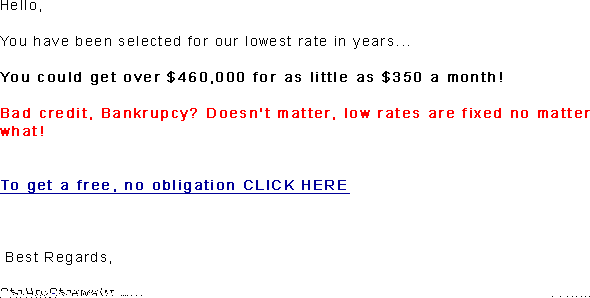 Hello,
You have been selected for our lowest rate in years...
You could get over $460,000 for as little as $350 a month!
Bad credit, Bankrupcy? Doesn't matter, low rates are fixed no matter
what!
To get a free, no obligation CLICK HERE
Best Regards,